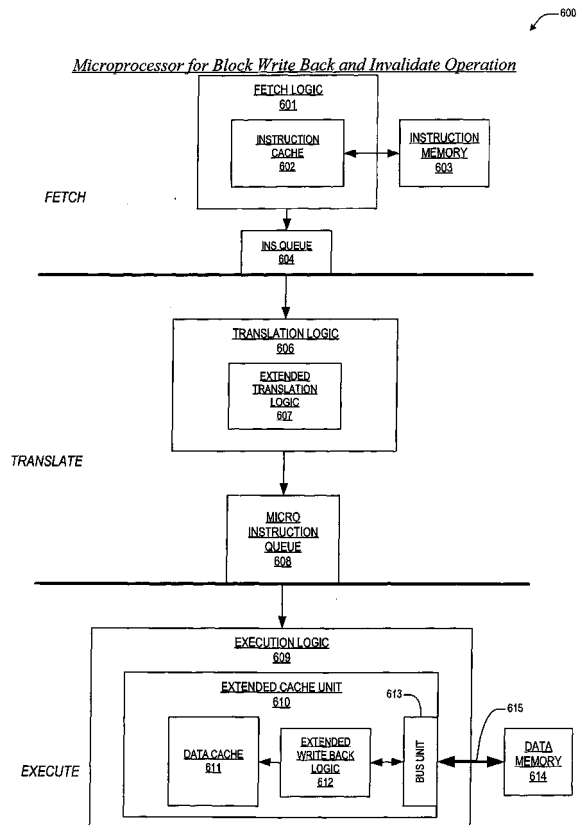 600
Microprocessor for Block Write Back and Invalidate Operation
FETCH LOGIC
601
INSTRUCTION
CACHE
602
INSTRUCTION
MEMORY
603
FETCH
INS QUEUE
604
TRANSLATION LOGIC
606
EXTENDED
TRANSLATION
LOGIC
607
TRANSLATE
MICRO
INSTRUCTION
QUEUE
608
EXECUTION LOGIC
609
EXTENDED CACHE UNIT
610
613
615
DATA CACHE
611
EXTENDED
WRITE BACK
LOGIC
612
BUS UNIT
DATA
MEMORY
614
EXECUTE